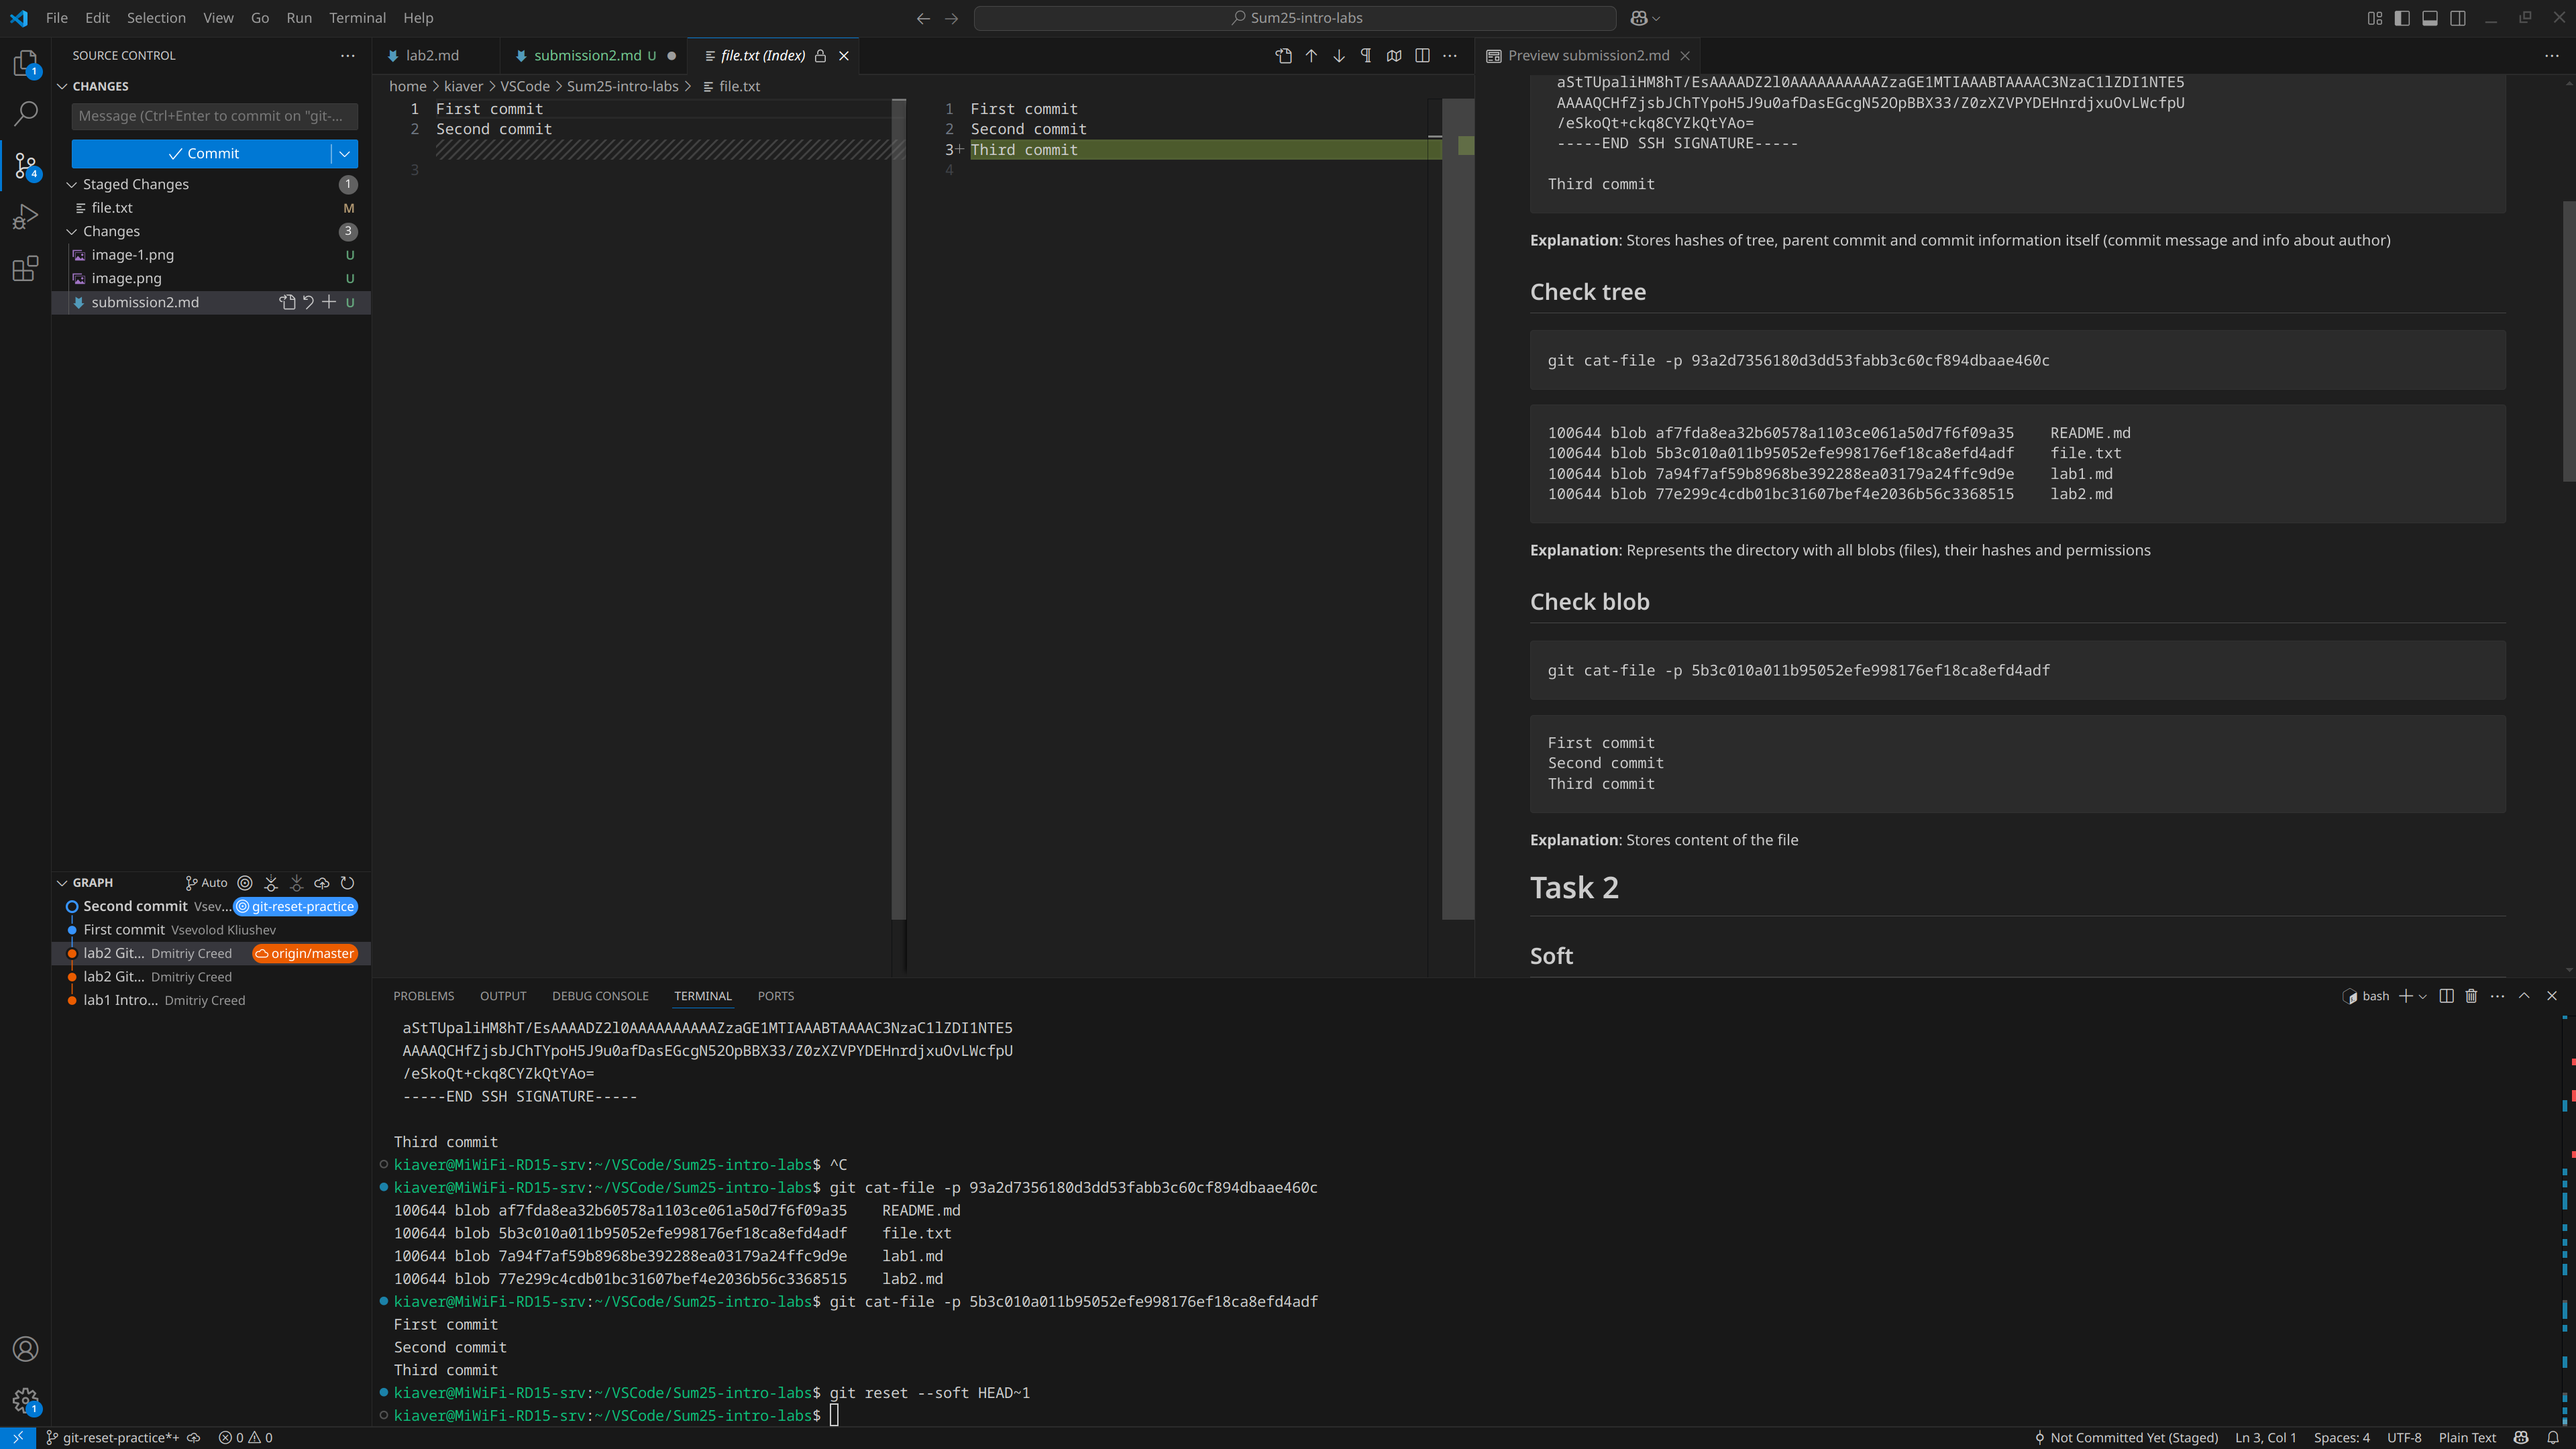 File Edit Selection View Go Run Terminal Help
Sum25-intro-labs
SOURCE CONTROL
CHANGES
Message (Ctrl+Enter to commit on "git-...
Commit
Staged Changes 1
file.txt M
Changes 3
image-1.png U
image.png U
submission2.md U
1
4
1
GRAPH Auto
Second commit Vsev... git-reset-practice
First commit Vsevolod Kliushev
lab2 Git... Dmitriy Creed origin/master
lab2 Git... Dmitriy Creed
lab1 Intro... Dmitriy Creed
lab2.md submission2.md U file.txt (Index)
home > kiaver > VSCode > Sum25-intro-labs > file.txt
1 First commit
2 Second commit
3
1 First commit
2 Second commit
3+ Third commit
4
Preview submission2.md
aStTUpaliHM8hT/EsAAAADZ2l0AAAAAAAAAAZzaGE1MTIAAABTAAAAC3NzaC1lZDI1NTE5
AAAAQCHfZjsbJChTYpoH5J9u0afDasEGcgN52OpBBX33/Z0zXZVPYDEHnrdjxuOvLWcfpU
/eSkoQt+ckq8CYZkQtYAo=
-----END SSH SIGNATURE-----
Third commit
Explanation: Stores hashes of tree, parent commit and commit information itself (commit message and info about author)
Check tree
git cat-file -p 93a2d7356180d3dd53fabb3c60cf894dbaae460c
100644 blob af7fda8ea32b60578a1103ce061a50d7f6f09a35 README.md
100644 blob 5b3c010a011b95052efe998176ef18ca8efd4adf file.txt
100644 blob 7a94f7af59b8968be392288ea03179a24ffc9d9e lab1.md
100644 blob 77e299c4cdb01bc31607bef4e2036b56c3368515 lab2.md
Explanation: Represents the directory with all blobs (files), their hashes and permissions
Check blob
git cat-file -p 5b3c010a011b95052efe998176ef18ca8efd4adf
First commit
Second commit
Third commit
Explanation: Stores content of the file
Task 2
Soft
PROBLEMS OUTPUT DEBUG CONSOLE TERMINAL PORTS
bash
aStTUpaliHM8hT/EsAAAADZ2l0AAAAAAAAAAZzaGE1MTIAAABTAAAAC3NzaC1lZDI1NTE5
AAAAQCHfZjsbJChTYpoH5J9u0afDasEGcgN52OpBBX33/Z0zXZVPYDEHnrdjxuOvLWcfpU
/eSkoQt+ckq8CYZkQtYAo=
-----END SSH SIGNATURE-----
Third commit
kiaver@MiWiFi-RD15-srv:~/VSCode/Sum25-intro-labs$ ^C
kiaver@MiWiFi-RD15-srv:~/VSCode/Sum25-intro-labs$ git cat-file -p 93a2d7356180d3dd53fabb3c60cf894dbaae460c
100644 blob af7fda8ea32b60578a1103ce061a50d7f6f09a35 README.md
100644 blob 5b3c010a011b95052efe998176ef18ca8efd4adf file.txt
100644 blob 7a94f7af59b8968be392288ea03179a24ffc9d9e lab1.md
100644 blob 77e299c4cdb01bc31607bef4e2036b56c3368515 lab2.md
kiaver@MiWiFi-RD15-srv:~/VSCode/Sum25-intro-labs$ git cat-file -p 5b3c010a011b95052efe998176ef18ca8efd4adf
First commit
Second commit
Third commit
kiaver@MiWiFi-RD15-srv:~/VSCode/Sum25-intro-labs$ git reset --soft HEAD~1
kiaver@MiWiFi-RD15-srv:~/VSCode/Sum25-intro-labs$
git-reset-practice*+ 0 0
Not Committed Yet (Staged) Ln 3, Col 1 Spaces: 4 UTF-8 Plain Text